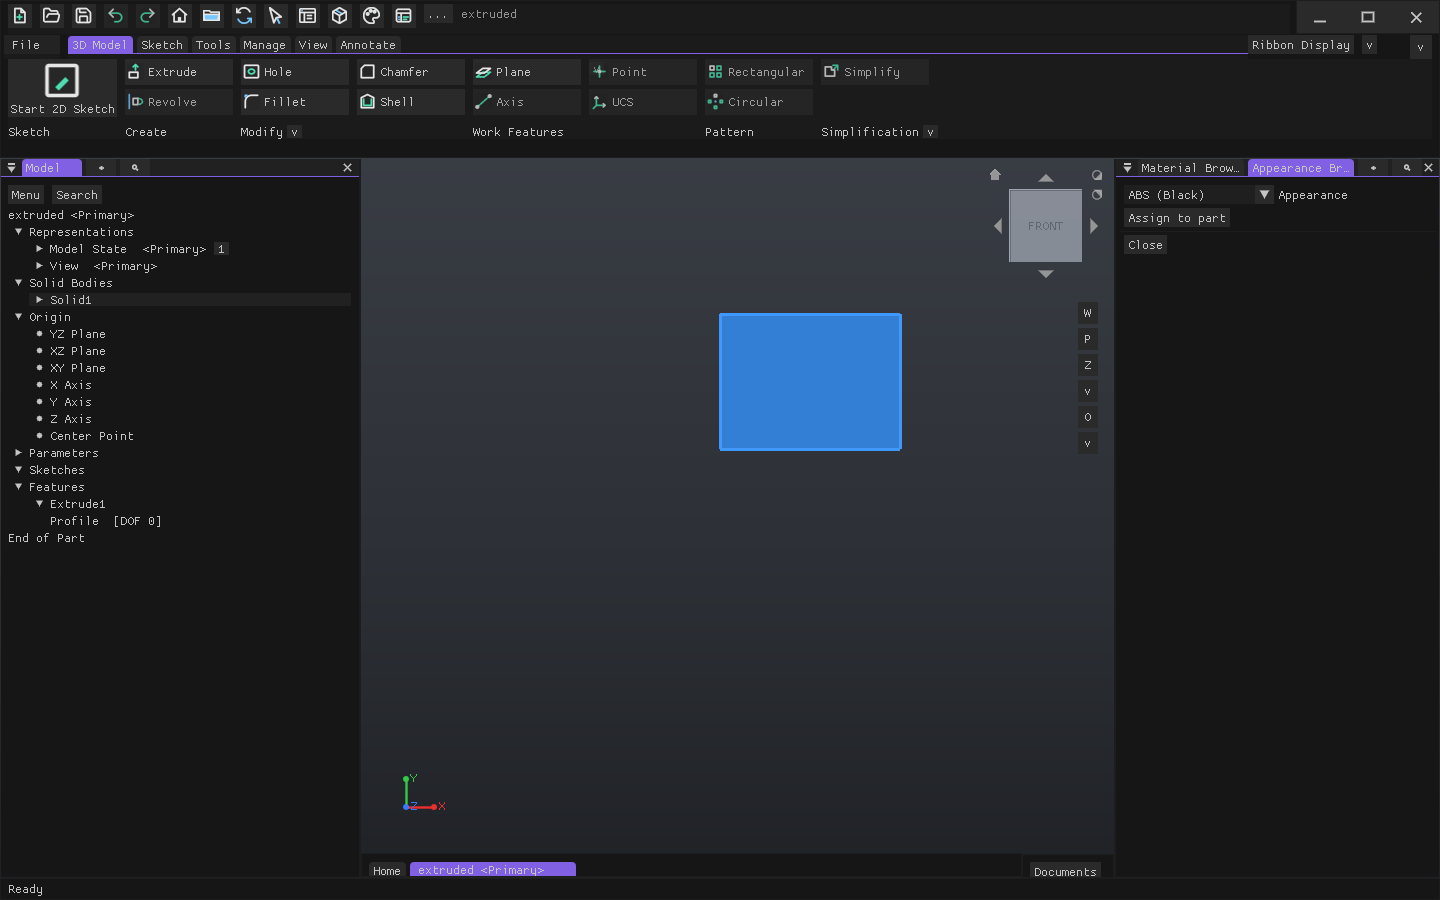 ... extruded
File 3D Model Sketch Tools Manage View Annotate Ribbon Display v v
Start 2D Sketch
Extrude Hole Chamfer Plane Point Rectangular Simplify
Revolve Fillet Shell Axis UCS Circular
Sketch Create Modify v Work Features Pattern Simplification v
Model
Menu Search
extruded <Primary>
Representations
Model State <Primary> 1
View <Primary>
Solid Bodies
Solid1
Origin
YZ Plane
XZ Plane
XY Plane
X Axis
Y Axis
Z Axis
Center Point
Parameters
Sketches
Features
Extrude1
Profile [DOF 0]
End of Part
FRONT
W
P
Z
v
O
v
Y
Z X
Home extruded <Primary> Documents
Material Brow… Appearance Br…
ABS (Black) Appearance
Assign to part
Close
Ready